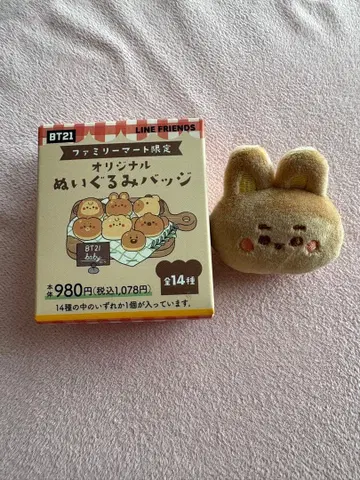 BT21
LINE FRIENDS
ファミリーマート限定
オリジナル
ぬいぐるみバッジ
BT21
baby
全14種
本体980円(税込1,078円)
14種の中のいずれか1個が入っています。